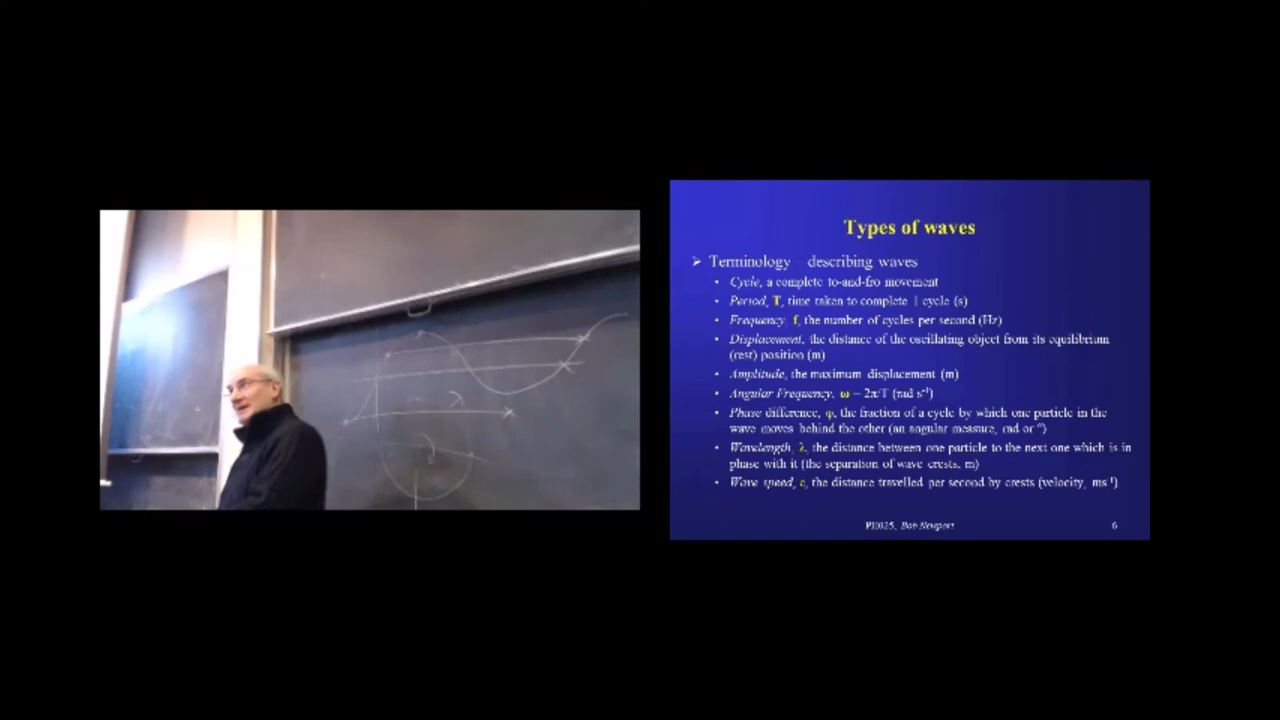 λ
Types of waves
➢ Terminology – describing waves
• Cycle, a complete to-and-fro movement
• Period, T, time taken to complete 1 cycle (s)
• Frequency, f, the number of cycles per second (Hz)
• Displacement, the distance of the oscillating object from its equilibrium
(rest) position (m)
• Amplitude, the maximum displacement (m)
• Angular Frequency, ω = 2π/T (rad s⁻¹)
• Phase difference, φ, the fraction of a cycle by which one particle in the
wave moves behind the other (an angular measure, rad or °)
• Wavelength, λ, the distance between one particle to the next one which is in
phase with it (the separation of wave crests, m)
• Wave speed, c, the distance travelled per second by crests (velocity, ms⁻¹)
PH025, Bob Newport
6